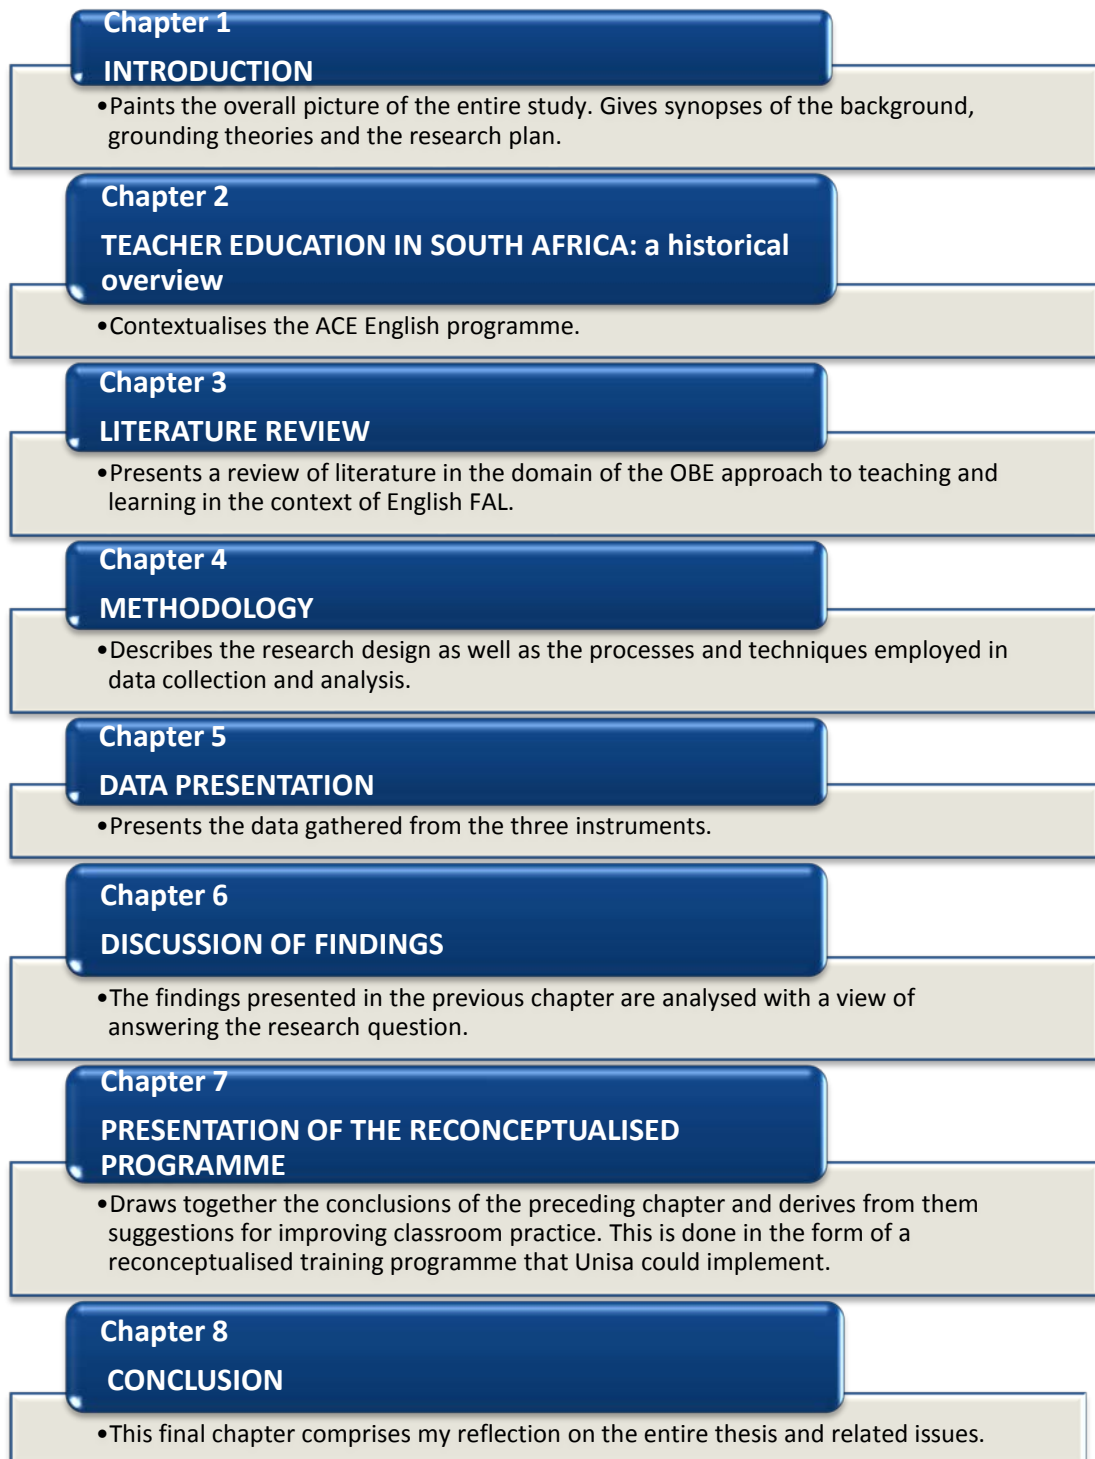 Chapter 1
INTRODUCTION
•Paints the overall picture of the entire study. Gives synopses of the background,
grounding theories and the research plan.
Chapter 2
TEACHER EDUCATION IN SOUTH AFRICA: a historical
overview
•Contextualises the ACE English programme.
Chapter 3
LITERATURE REVIEW
•Presents a review of literature in the domain of the OBE approach to teaching and
learning in the context of English FAL.
Chapter 4
METHODOLOGY
•Describes the research design as well as the processes and techniques employed in
data collection and analysis.
Chapter 5
DATA PRESENTATION
•Presents the data gathered from the three instruments.
Chapter 6
DISCUSSION OF FINDINGS
•The findings presented in the previous chapter are analysed with a view of
answering the research question.
Chapter 7
PRESENTATION OF THE RECONCEPTUALISED
PROGRAMME
•Draws together the conclusions of the preceding chapter and derives from them
suggestions for improving classroom practice. This is done in the form of a
reconceptualised training programme that Unisa could implement.
Chapter 8
CONCLUSION
•This final chapter comprises my reflection on the entire thesis and related issues.